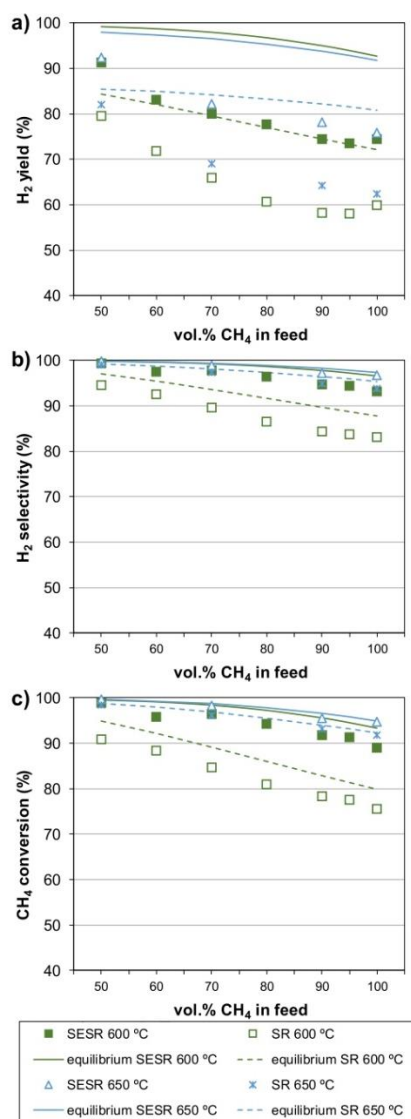 a)
100
90
80
70
60
50
40
H2 yield (%)
50 60 70 80 90 100
vol.% CH4 in feed
b)
100
90
80
70
60
50
40
H2 selectivity (%)
50 60 70 80 90 100
vol.% CH4 in feed
c)
100
90
80
70
60
50
40
CH4 conversion (%)
50 60 70 80 90 100
vol.% CH4 in feed
SESR 600 ºC SR 600 ºC
equilibrium SESR 600 ºC equilibrium SR 600 ºC
SESR 650 ºC SR 650 ºC
equilibrium SESR 650 ºC equilibrium SR 650 ºC